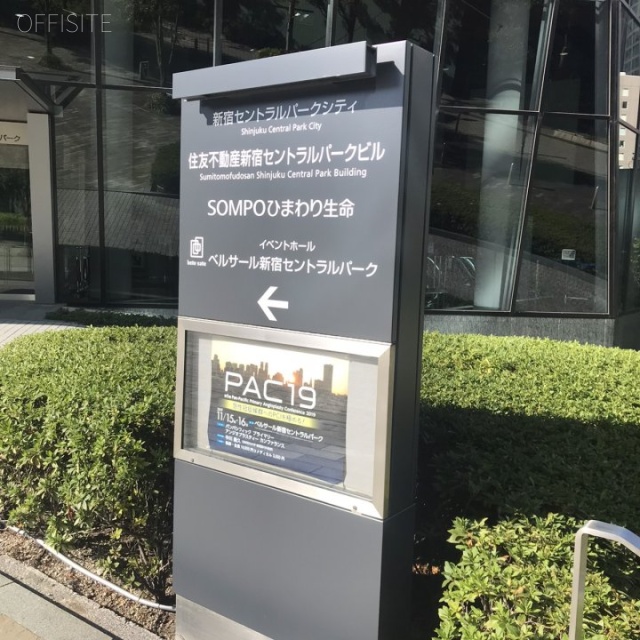 OFFISITE
新宿セントラルパークシティ
Shinjuku Central Park City
住友不動産新宿セントラルパークビル
Sumitomofudosan Shinjuku Central Park Building
SOMPOひまわり生命
イベントホール
ベルサール新宿セントラルパーク
PAC19
11/15 16
ベルサール新宿セントラルパーク
パーク